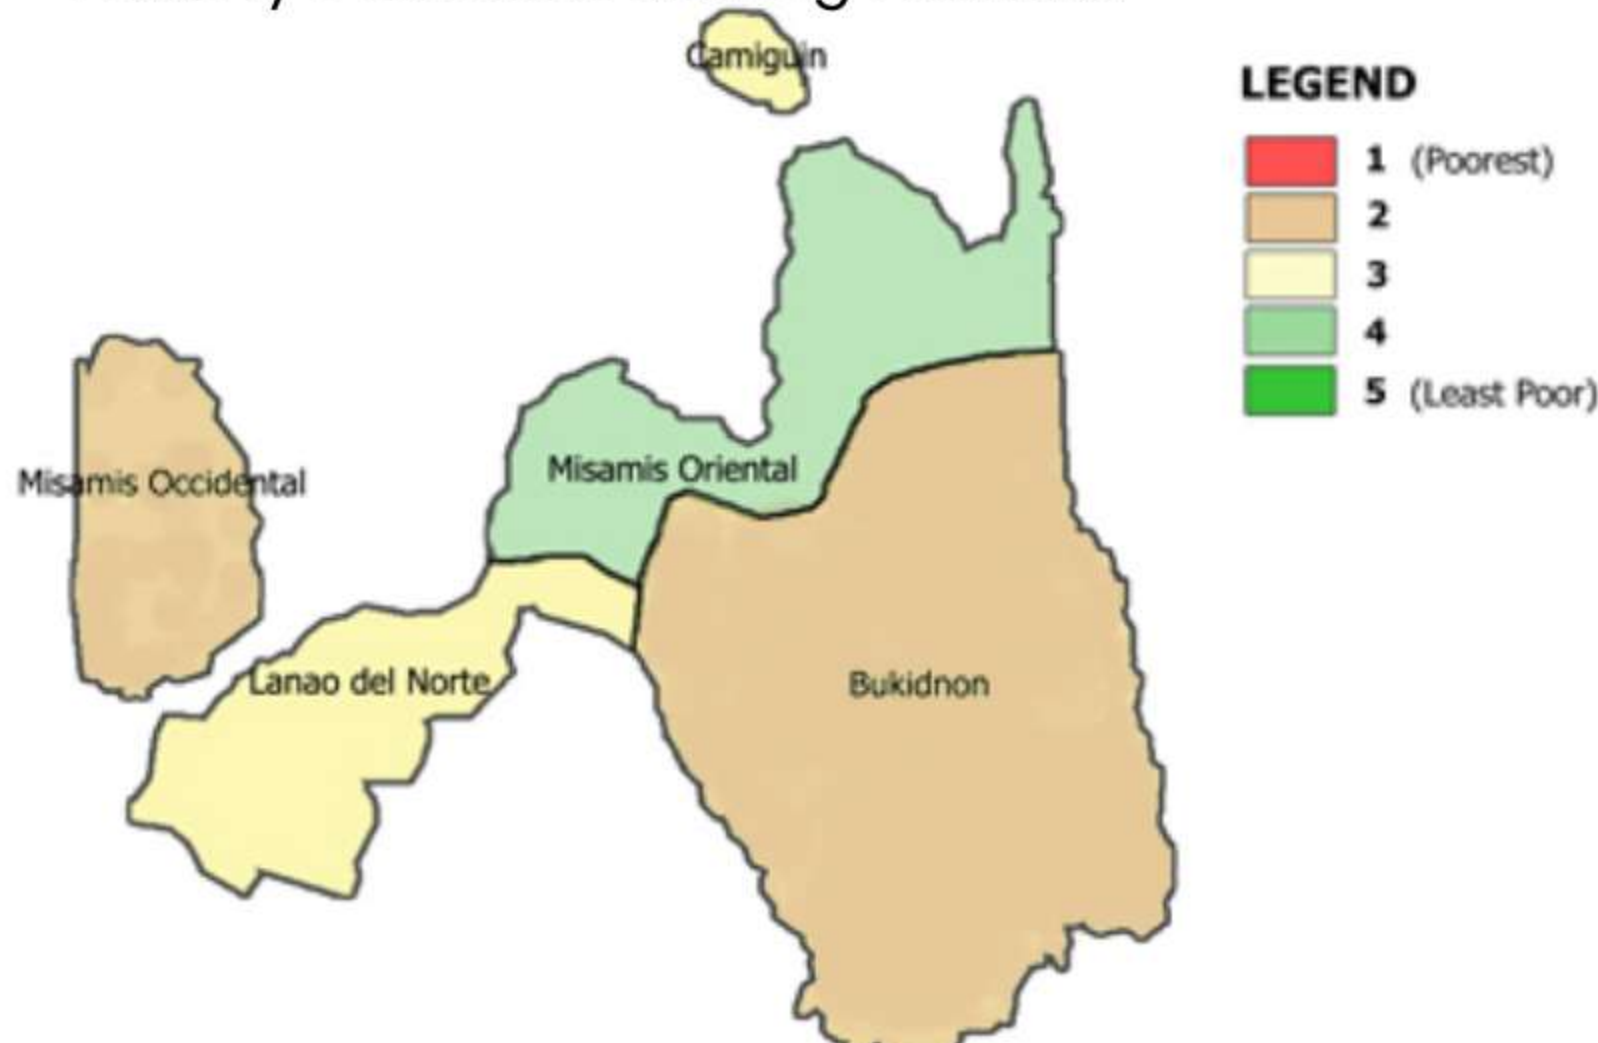 Camiguin
LEGEND
1 (Poorest)
2
3
4
5 (Least Poor)
Misamis Oriental
Misamis Occidental
Lanao del Norte
Bukidnon